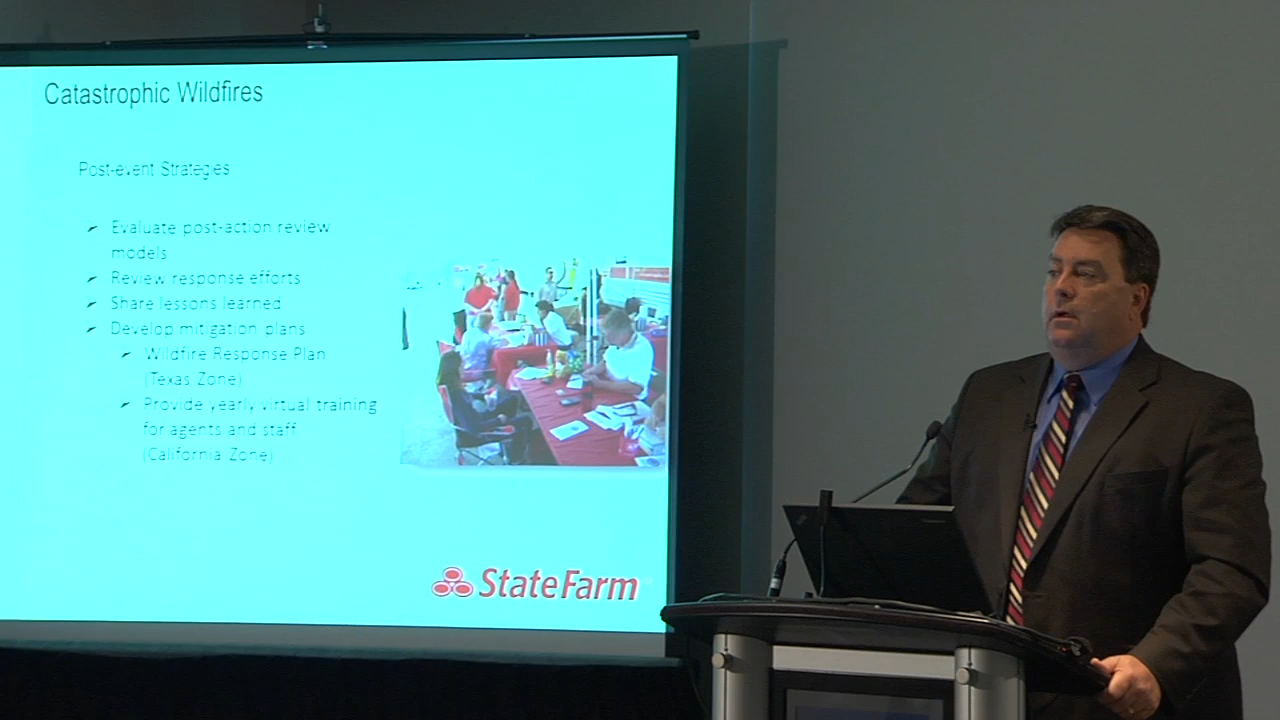 Catastrophic Wildfires
Post-event Strategies
Evaluate post-action review
models
Review response efforts
Share lessons learned
Develop mitigation plans
Wildfire Response Plan
(Texas Zone)
Provide yearly virtual training
for agents and staff
(California Zone)
StateFarm